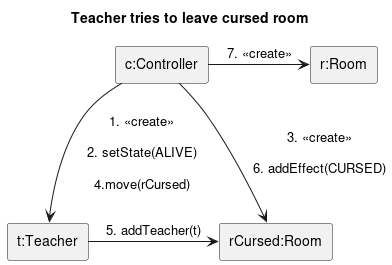 Teacher tries to leave cursed room
c:Controller
7. «create»
r:Room
1. «create»
2. setState(ALIVE)
4.move(rCursed)
3. «create»
6. addEffect(CURSED)
t:Teacher
5. addTeacher(t)
rCursed:Room